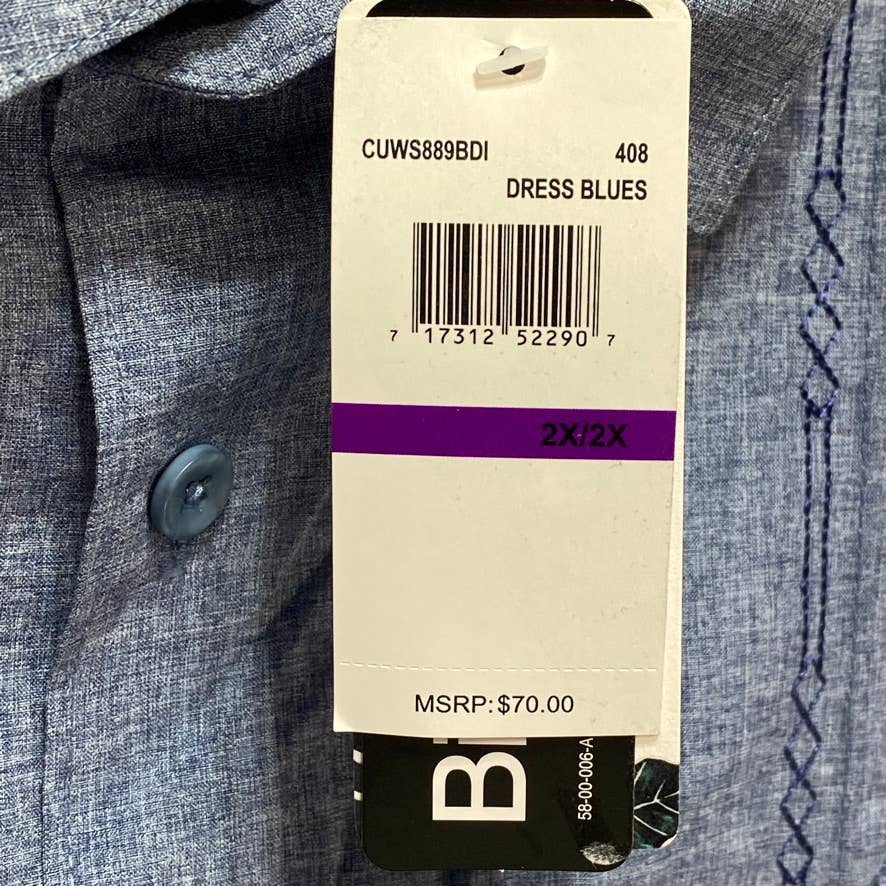 CUWS889BDI 408
DRESS BLUES
7 17312 52290 7
2X/2X
MSRP: $70.00
58-00-006-A